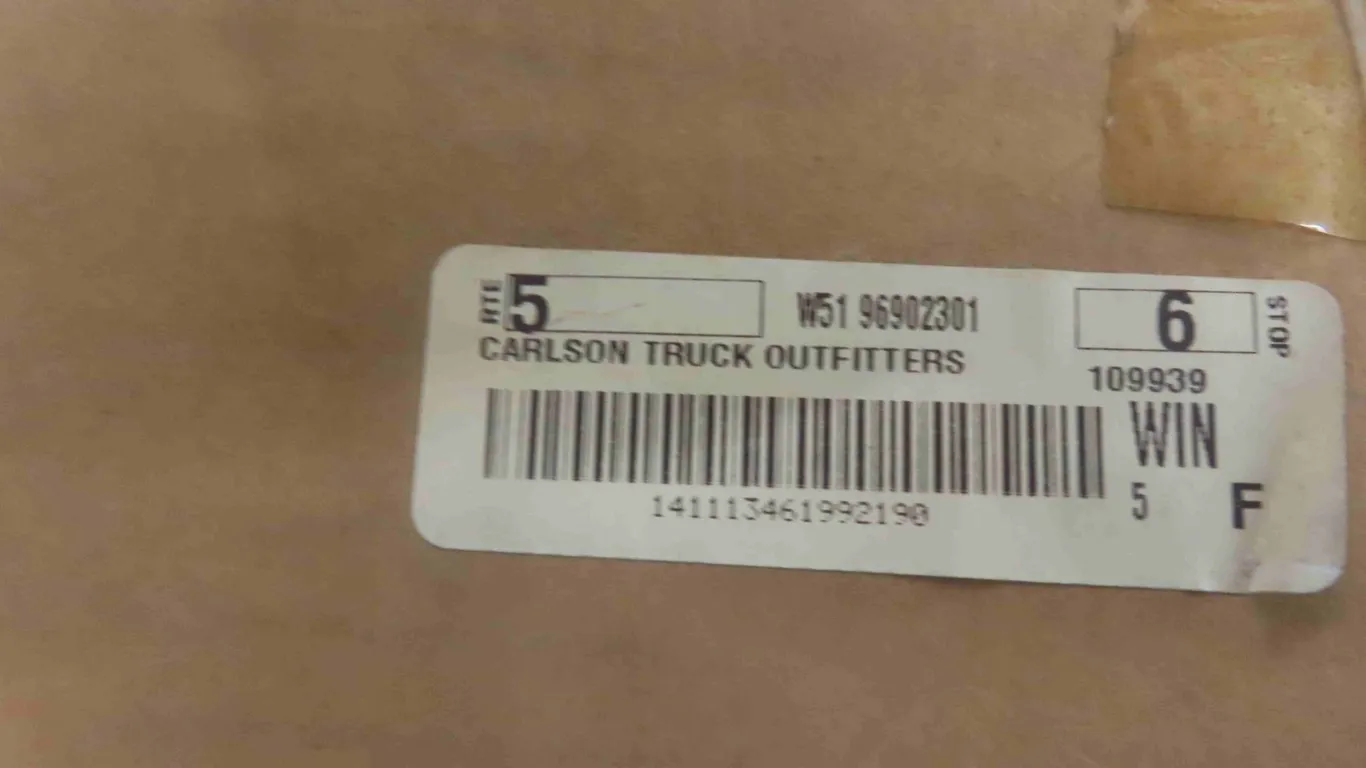 RTE 5 W51 96902301 6 STOP
CARLSON TRUCK OUTFITTERS
109939
WIN
141113461992190
5 F